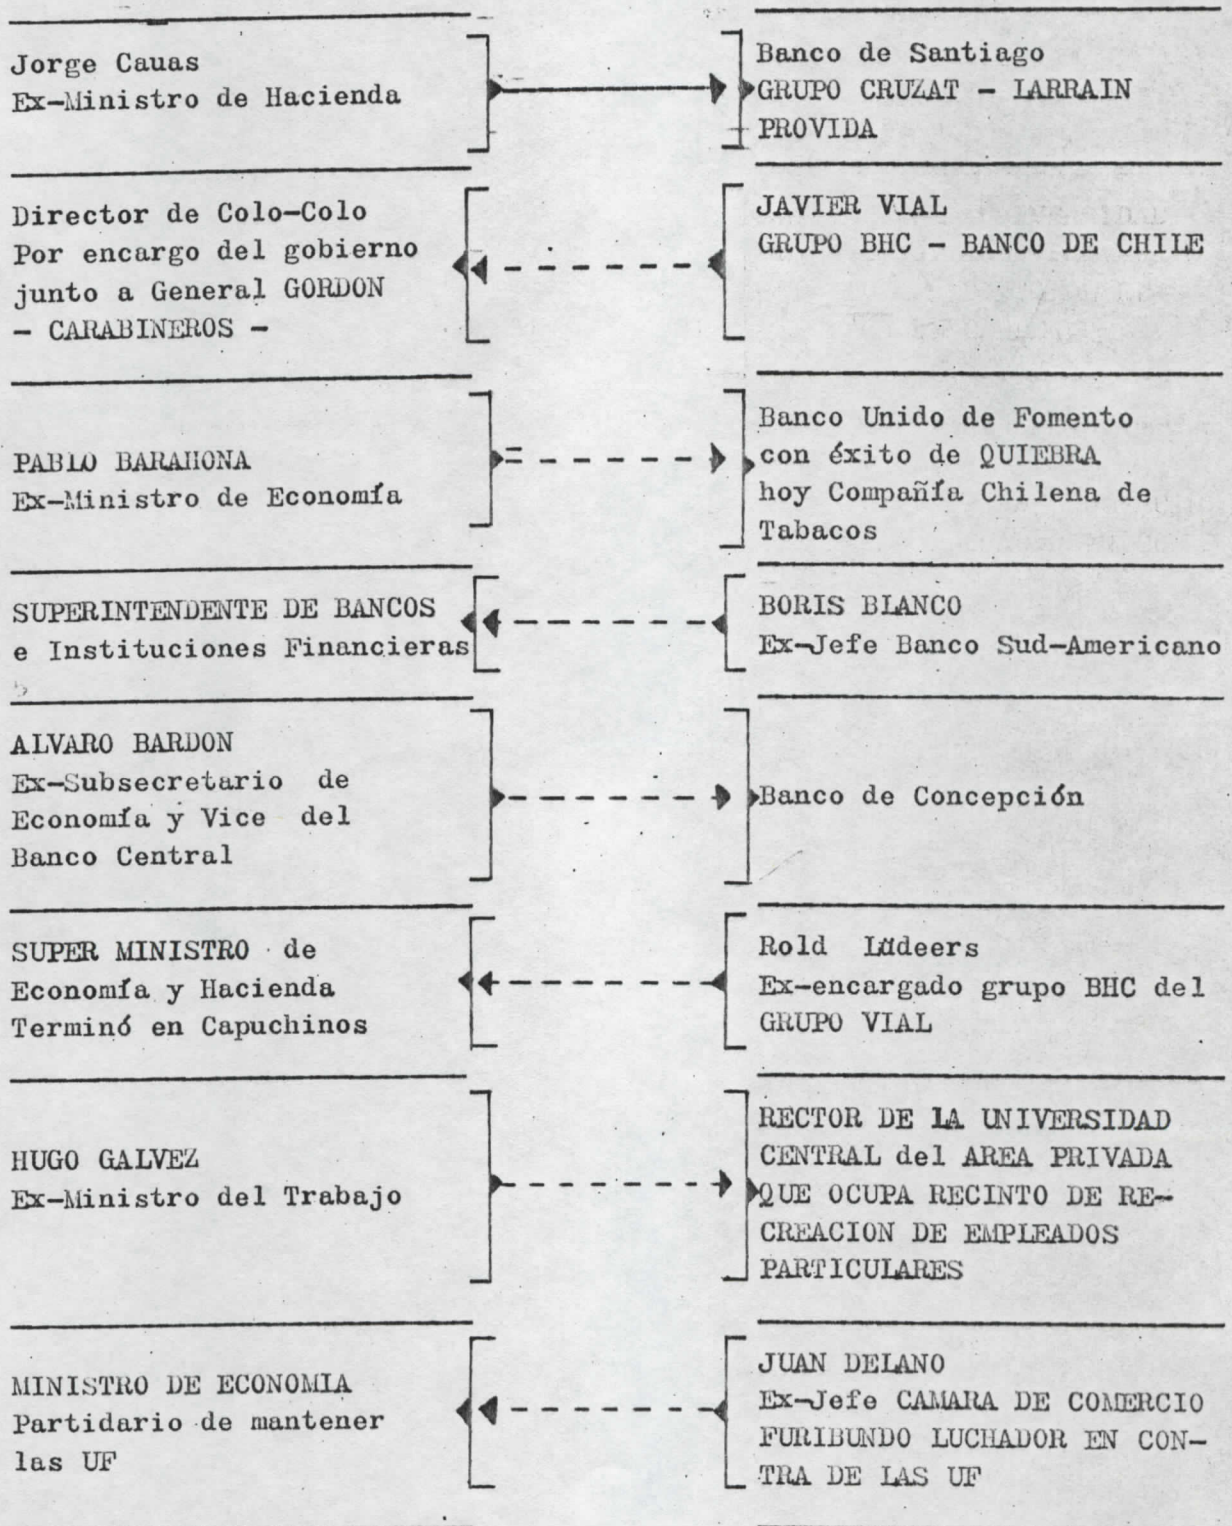 Jorge Cauas
Ex-Ministro de Hacienda
Banco de Santiago
GRUPO CRUZAT - LARRAIN
PROVIDA
Director de Colo-Colo
Por encargo del gobierno
junto a General GORDON
- CARABINEROS -
JAVIER VIAL
GRUPO BHC - BANCO DE CHILE
PABLO BARAHONA
Ex-Ministro de Economía
Banco Unido de Fomento
con éxito de QUIEBRA
hoy Compañía Chilena de
Tabacos
SUPERINTENDENTE DE BANCOS
e Instituciones Financieras
BORIS BLANCO
Ex-Jefe Banco Sud-Americano
ALVARO BARDON
Ex-Subsecretario de
Economía y Vice del
Banco Central
Banco de Concepción
SUPER MINISTRO de
Economía y Hacienda
Terminó en Capuchinos
Rold Lüdeers
Ex-encargado grupo BHC del
GRUPO VIAL
HUGO GALVEZ
Ex-Ministro del Trabajo
RECTOR DE LA UNIVERSIDAD
CENTRAL del AREA PRIVADA
QUE OCUPA RECINTO DE RE-
CREACION DE EMPLEADOS
PARTICULARES
MINISTRO DE ECONOMIA
Partidario de mantener
las UF
JUAN DELANO
Ex-Jefe CAMARA DE COMERCIO
FURIBUNDO LUCHADOR EN CON-
TRA DE LAS UF